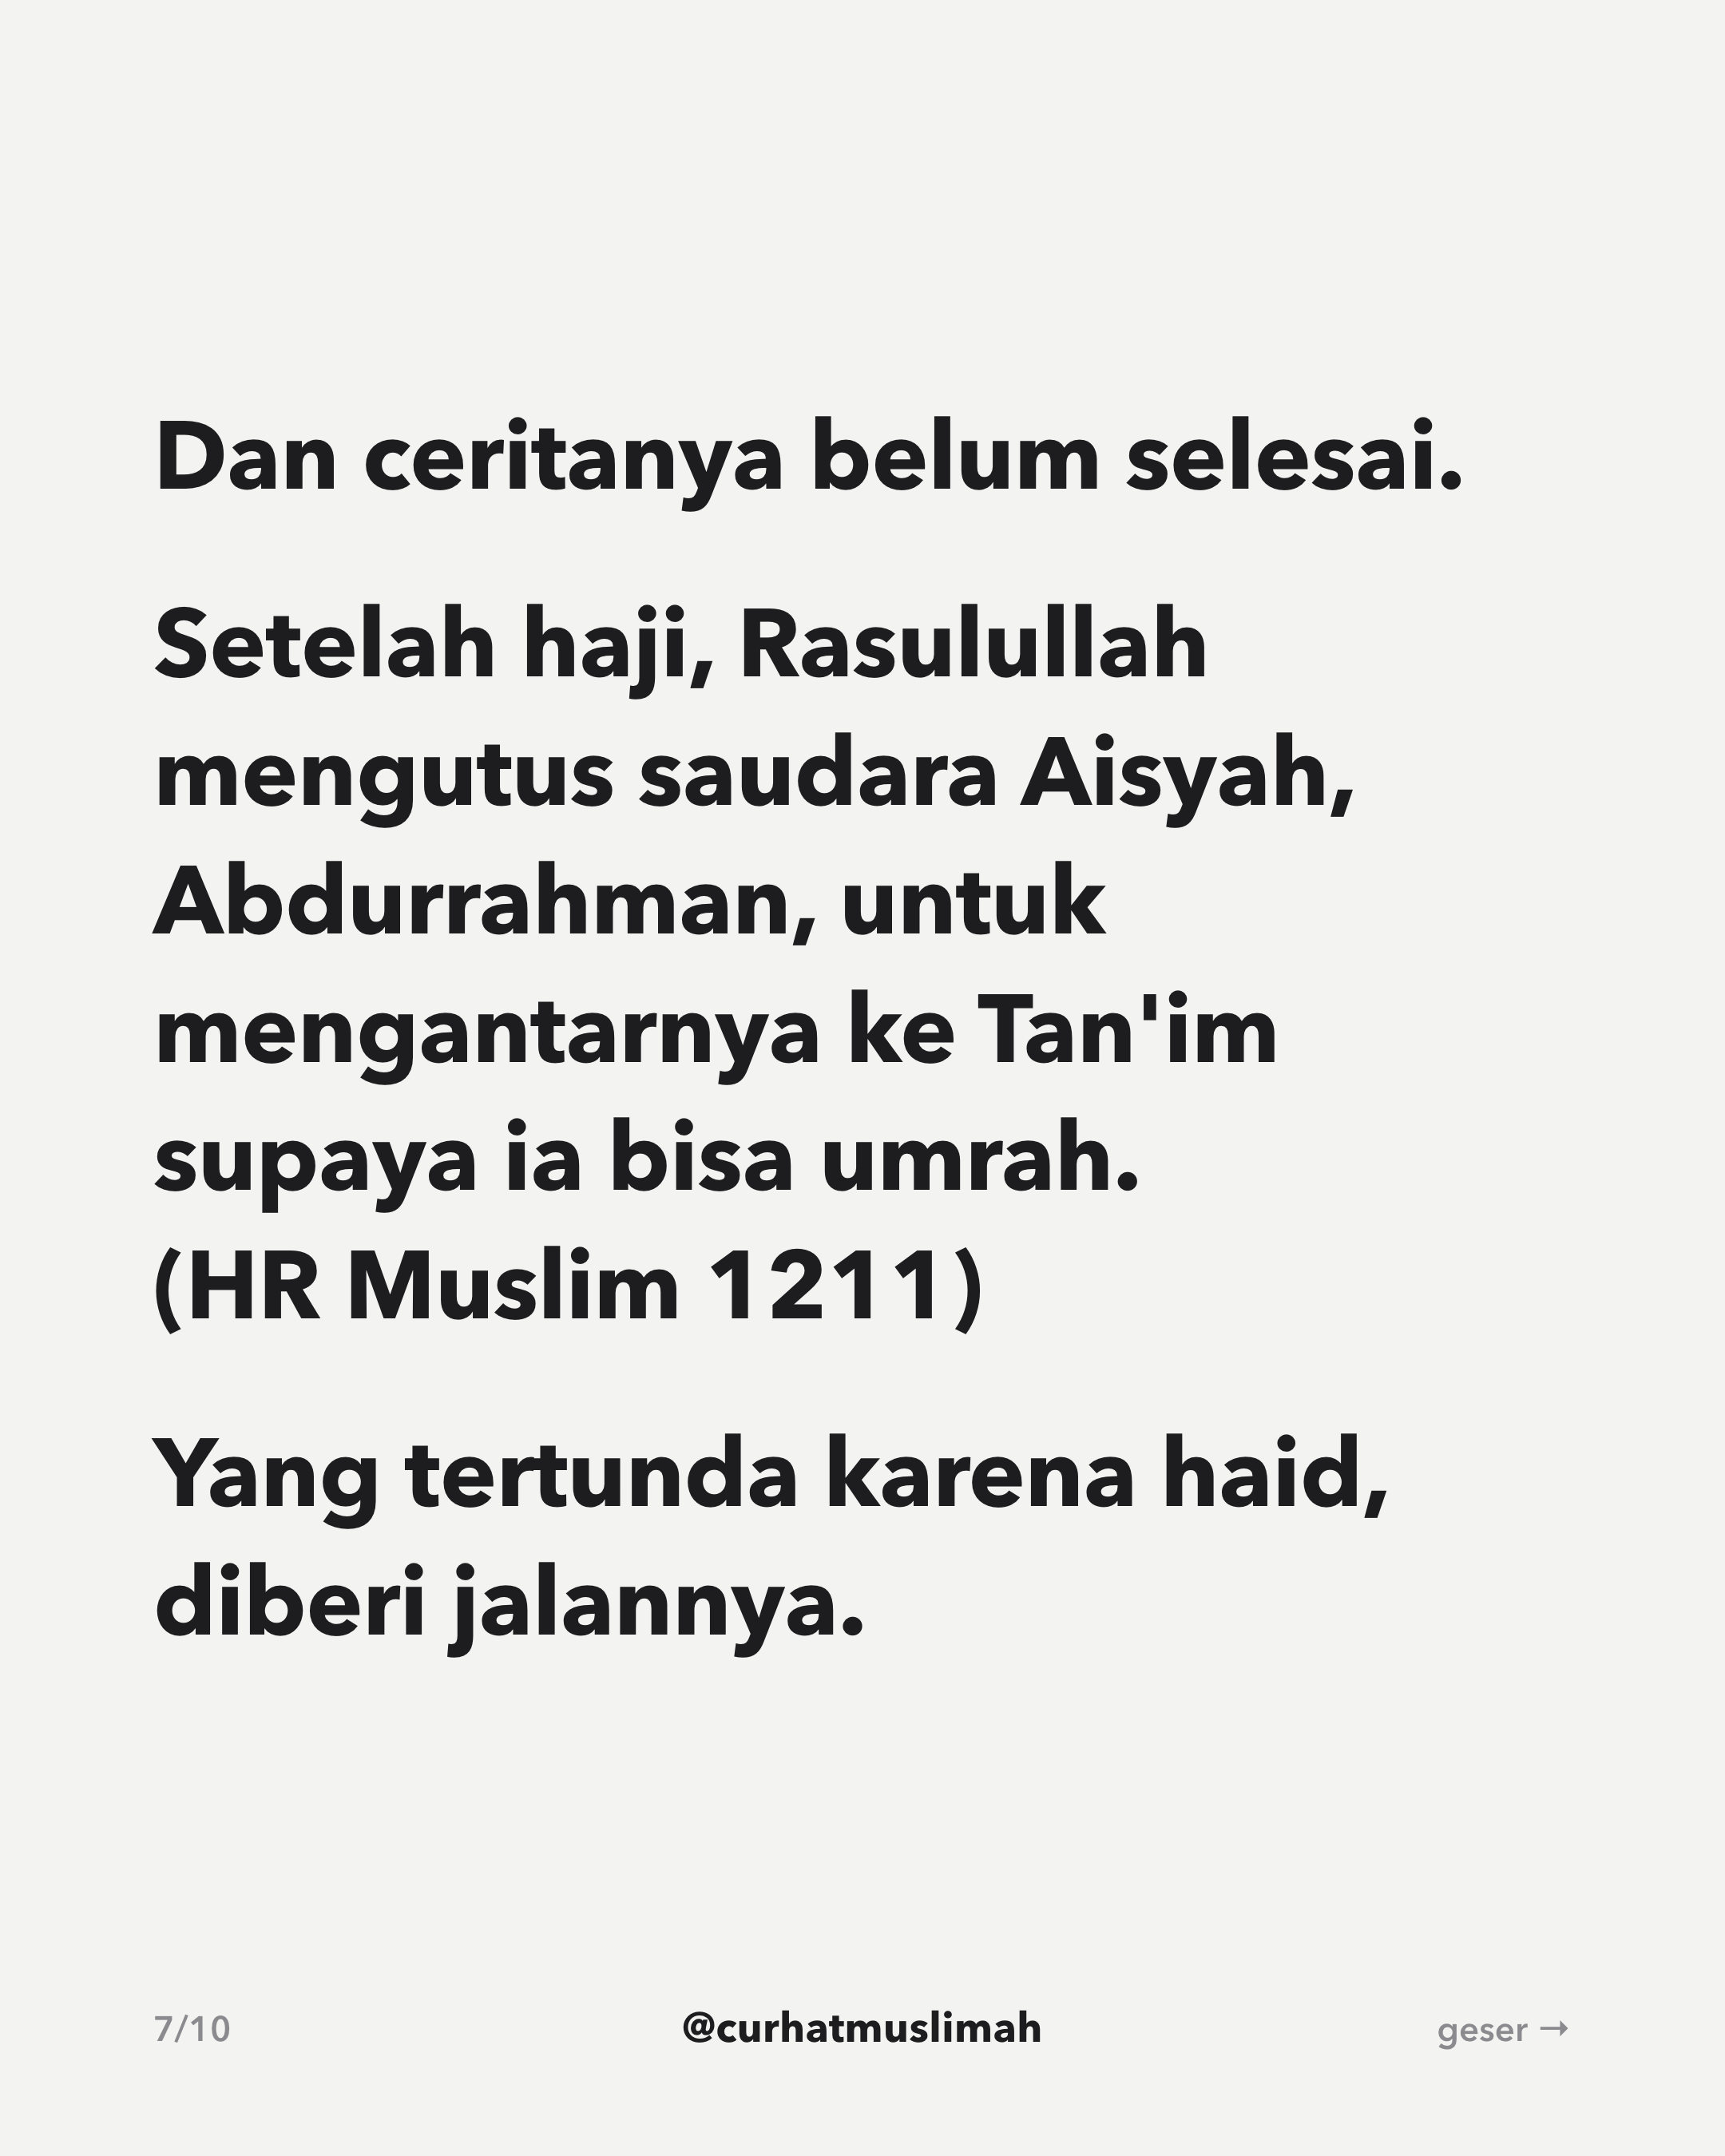 Dan ceritanya belum selesai.
Setelah haji, Rasulullah
mengutus saudara Aisyah,
Abdurrahman, untuk
mengantarnya ke Tan'im
supaya ia bisa umrah.
(HR Muslim 1211)
Yang tertunda karena haid,
diberi jalannya.
7/10
@curhatmuslimah
geser →